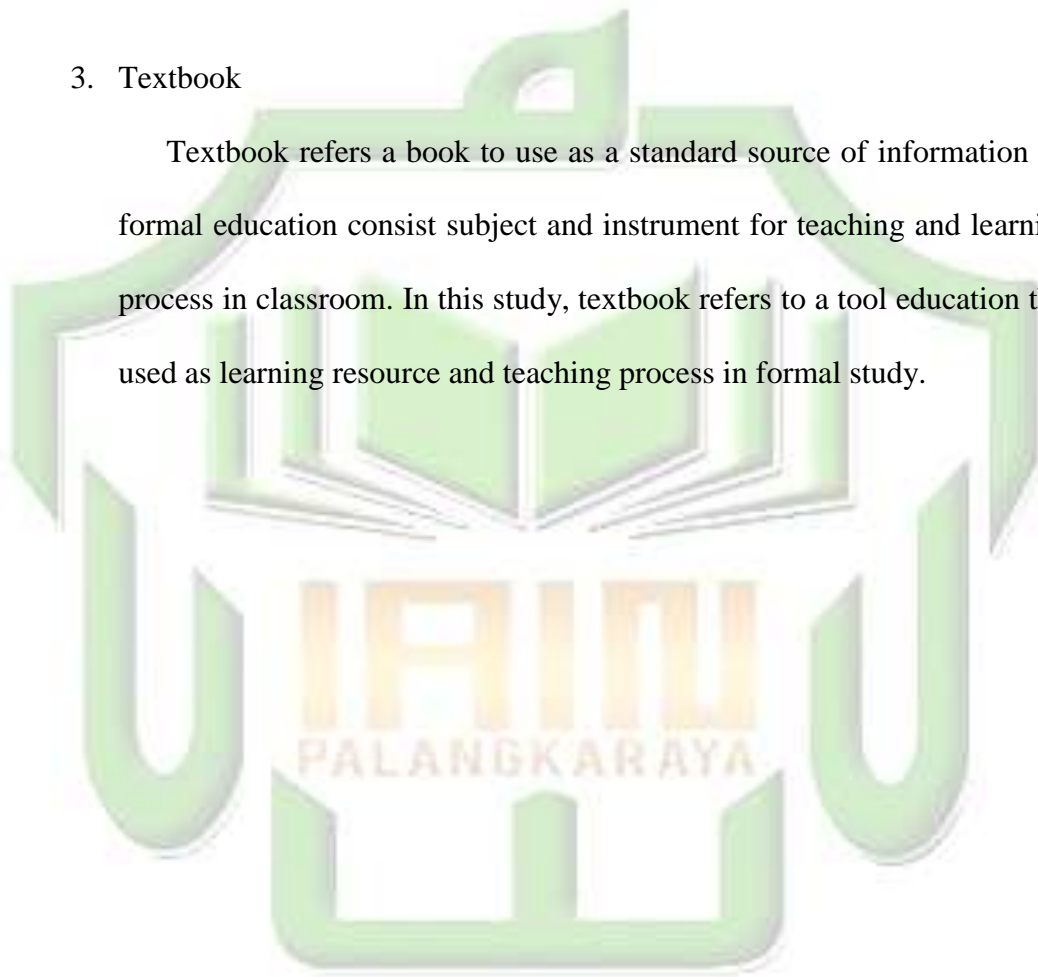 3. Textbook
Textbook refers a book to use as a standard source of information
formal education consist subject and instrument for teaching and
process in classroom. In this study, textbook refers to a tool education
used as learning resource and teaching process in formal study.
IAIN
PALANGKARAYA